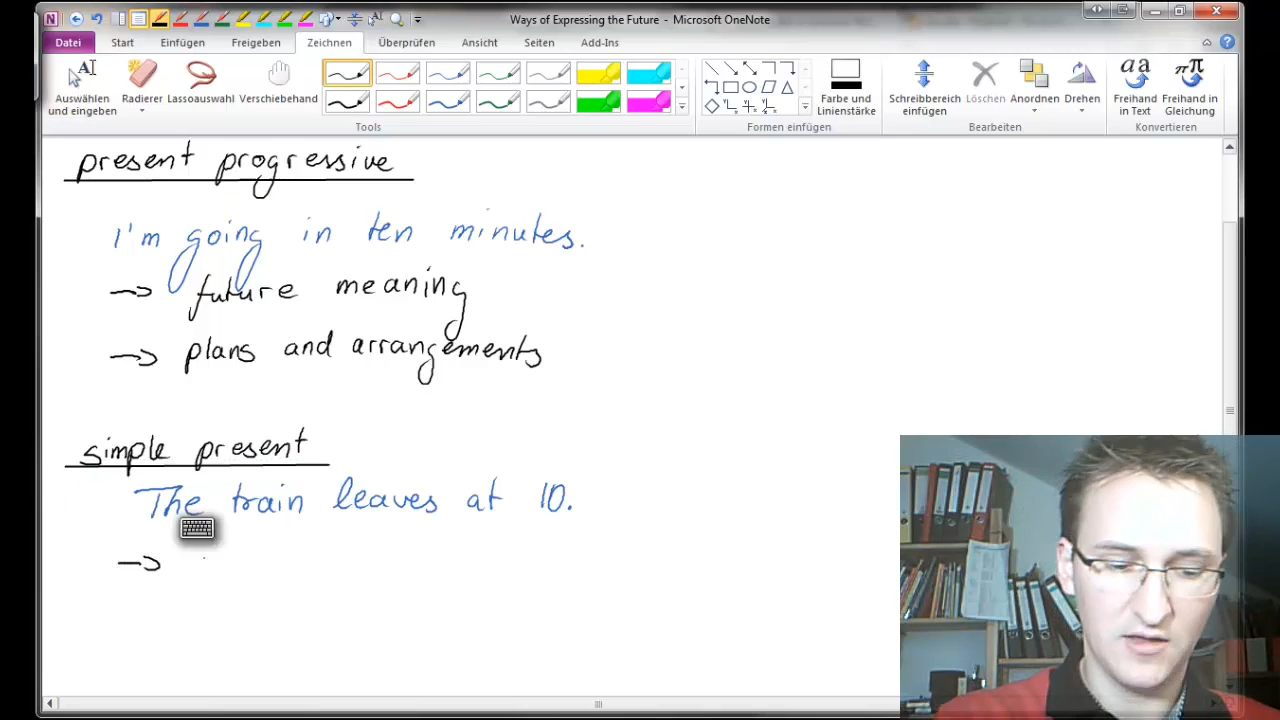 Ways of Expressing the Future - Microsoft OneNote
Datei Start Einfügen Freigeben Zeichnen Überprüfen Ansicht Seiten Add-Ins
Auswählen und eingeben
Radierer
Lassoauswahl
Verschiebehand
Tools
Farbe und Linienstärke
Formen einfügen
Schreibbereich einfügen
Löschen
Anordnen
Drehen
Bearbeiten
Freihand in Text
Freihand in Gleichung
Konvertieren
present progressive
I'm going in ten minutes.
→ future meaning
→ plans and arrangements
simple present
The train leaves at 10.
→